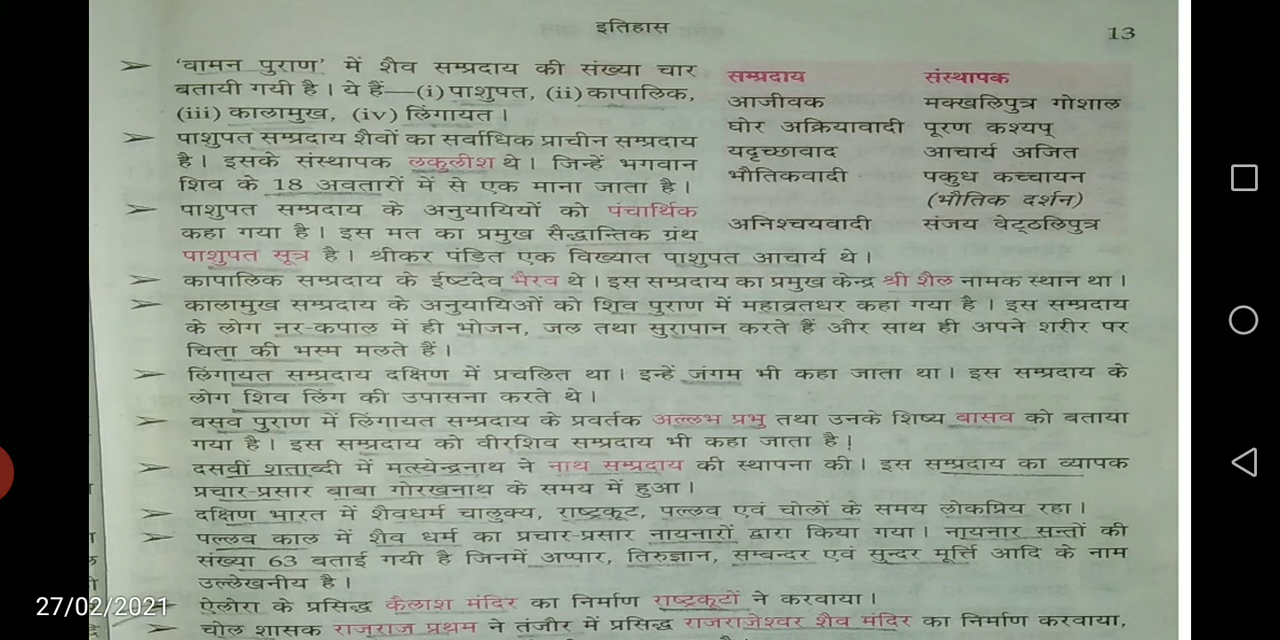 इतिहास
13
'वामन पुराण' में शैव सम्प्रदाय की संख्या चार
बतायी गयी है। ये हैं—(i) पाशुपत, (ii) कापालिक,
(iii) कालामुख, (iv) लिंगायत।
पाशुपत सम्प्रदाय शैवों का सर्वाधिक प्राचीन सम्प्रदाय
है। इसके संस्थापक लकुलीश थे। जिन्हें भगवान
शिव के 18 अवतारों में से एक माना जाता है।
पाशुपत सम्प्रदाय के अनुयायियों को पंचार्थिक
कहा गया है। इस मत का प्रमुख सैद्धान्तिक ग्रंथ
पाशुपत सूत्र है। श्रीकर पंडित एक विख्यात पाशुपत आचार्य थे।
सम्प्रदाय संस्थापक
आजीवक मक्खलिपुत्र गोशाल
घोर अक्रियावादी पूरण कश्यप्
यदृच्छावाद आचार्य अजित
भौतिकवादी पकुध कच्चायन
(भौतिक दर्शन)
अनिश्चयवादी संजय वेट्ठलिपुत्र
कापालिक सम्प्रदाय के ईष्टदेव भैरव थे। इस सम्प्रदाय का प्रमुख केन्द्र श्री शैल नामक स्थान था।
कालामुख सम्प्रदाय के अनुयायिओं को शिव पुराण में महाव्रतधर कहा गया है। इस सम्प्रदाय
के लोग नर-कपाल में ही भोजन, जल तथा सुरापान करते हैं और साथ ही अपने शरीर पर
चिता की भस्म मलते हैं।
लिंगायत सम्प्रदाय दक्षिण में प्रचलित था। इन्हें जंगम भी कहा जाता था। इस सम्प्रदाय के
लोग शिव लिंग की उपासना करते थे।
बसव पुराण में लिंगायत सम्प्रदाय के प्रवर्तक अल्लभ प्रभु तथा उनके शिष्य बासव को बताया
गया है। इस सम्प्रदाय को वीरशिव सम्प्रदाय भी कहा जाता है।
दसवीं शताब्दी में मत्स्येन्द्रनाथ ने नाथ सम्प्रदाय की स्थापना की। इस सम्प्रदाय का व्यापक
प्रचार-प्रसार बाबा गोरखनाथ के समय में हुआ।
दक्षिण भारत में शैवधर्म चालुक्य, राष्ट्रकूट, पल्लव एवं चोलों के समय लोकप्रिय रहा।
पल्लव काल में शैव धर्म का प्रचार-प्रसार नायनारों द्वारा किया गया। नायनार सन्तों की
संख्या 63 बताई गयी है जिनमें अप्पार, तिरुज्ञान, सम्बन्दर एवं सुन्दर मूर्त्ति आदि के नाम
उल्लेखनीय है।
ऐलोरा के प्रसिद्ध कैलाश मंदिर का निर्माण राष्ट्रकूटों ने करवाया।
चोल शासक राजराज प्रथम ने तंजौर में प्रसिद्ध राजराजेश्वर शैव मंदिर का निर्माण करवाया,
27/02/2021